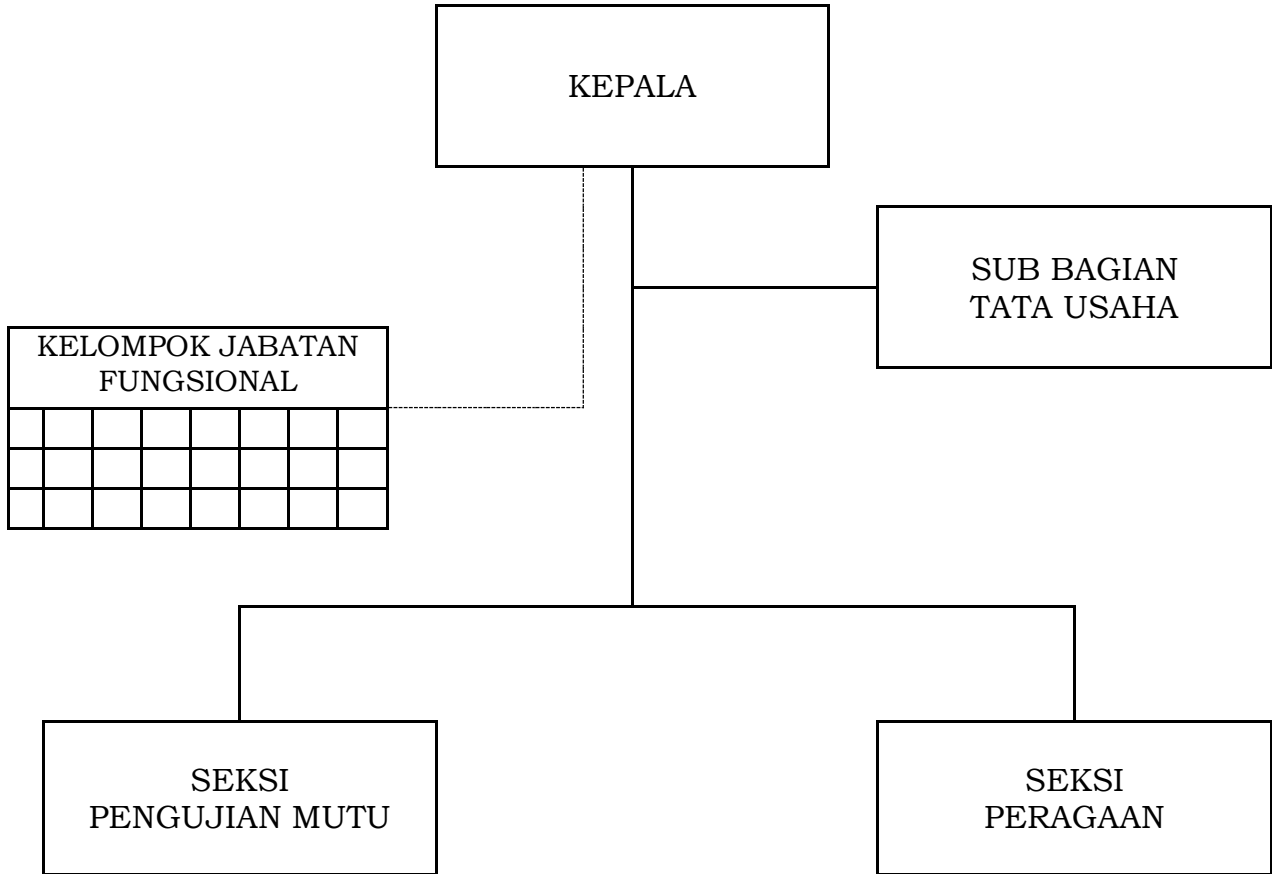 KEPALA
SUB BAGIAN
TATA USAHA
KELOMPOK JABATAN
FUNGSIONAL
SEKSI
PENGUJIAN MUTU
SEKSI
PERAGAAN